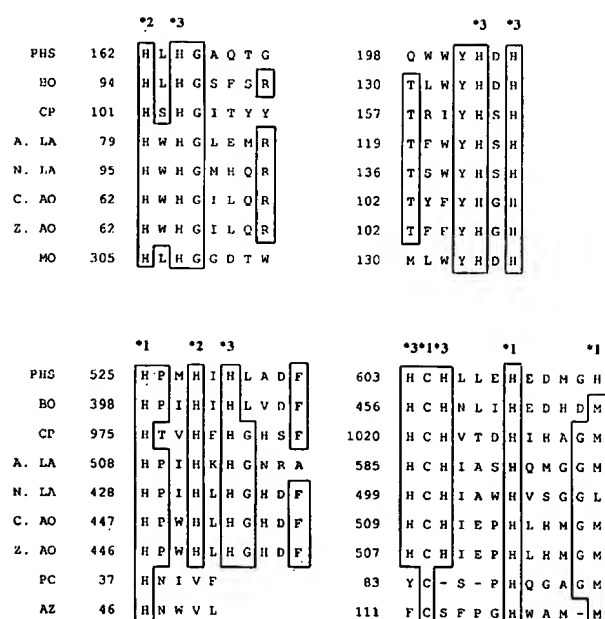 *2 *3
PHS 162 H L H G A Q T G
BO 94 H L H G S F S R
CP 101 H S H G I T Y Y
A. LA 79 H W H G L E M R
N. LA 95 H W H G M H Q R
C. AO 62 H W H G I L Q R
Z. AO 62 H W H G I L Q R
MO 305 H L H G G D T W
*3 *3
198 Q W W Y H D H
130 T L W Y H D H
157 T R I Y H S H
119 T F W Y H S H
136 T S W Y H S H
102 T Y F Y H G H
102 T F F Y H G H
130 M L W Y H D H
*1 *2 *3
PHS 525 H P M H I H L A D F
BO 398 H P I H I H L V D F
CP 975 H T V H F H G H S F
A. LA 508 H P I H K H G N R A
N. LA 428 H P I H L H G H D F
C. AO 447 H P W H L H G H D F
Z. AO 446 H P W H L H G H D F
PC 37 H N I V F
AZ 46 H N W V L
*3*1*3 *1 *1
603 H C H L L E H E D M G H
456 H C H N L I H E D H D M
1020 H C H V T D H I H A G M
585 H C H I A S H Q M G G M
499 H C H I A W H V S G G L
509 H C H I E P H L H M G M
507 H C H I E P H L H M G M
83 Y C - S - P H Q G A G M
111 F C S F P G H W A M - M